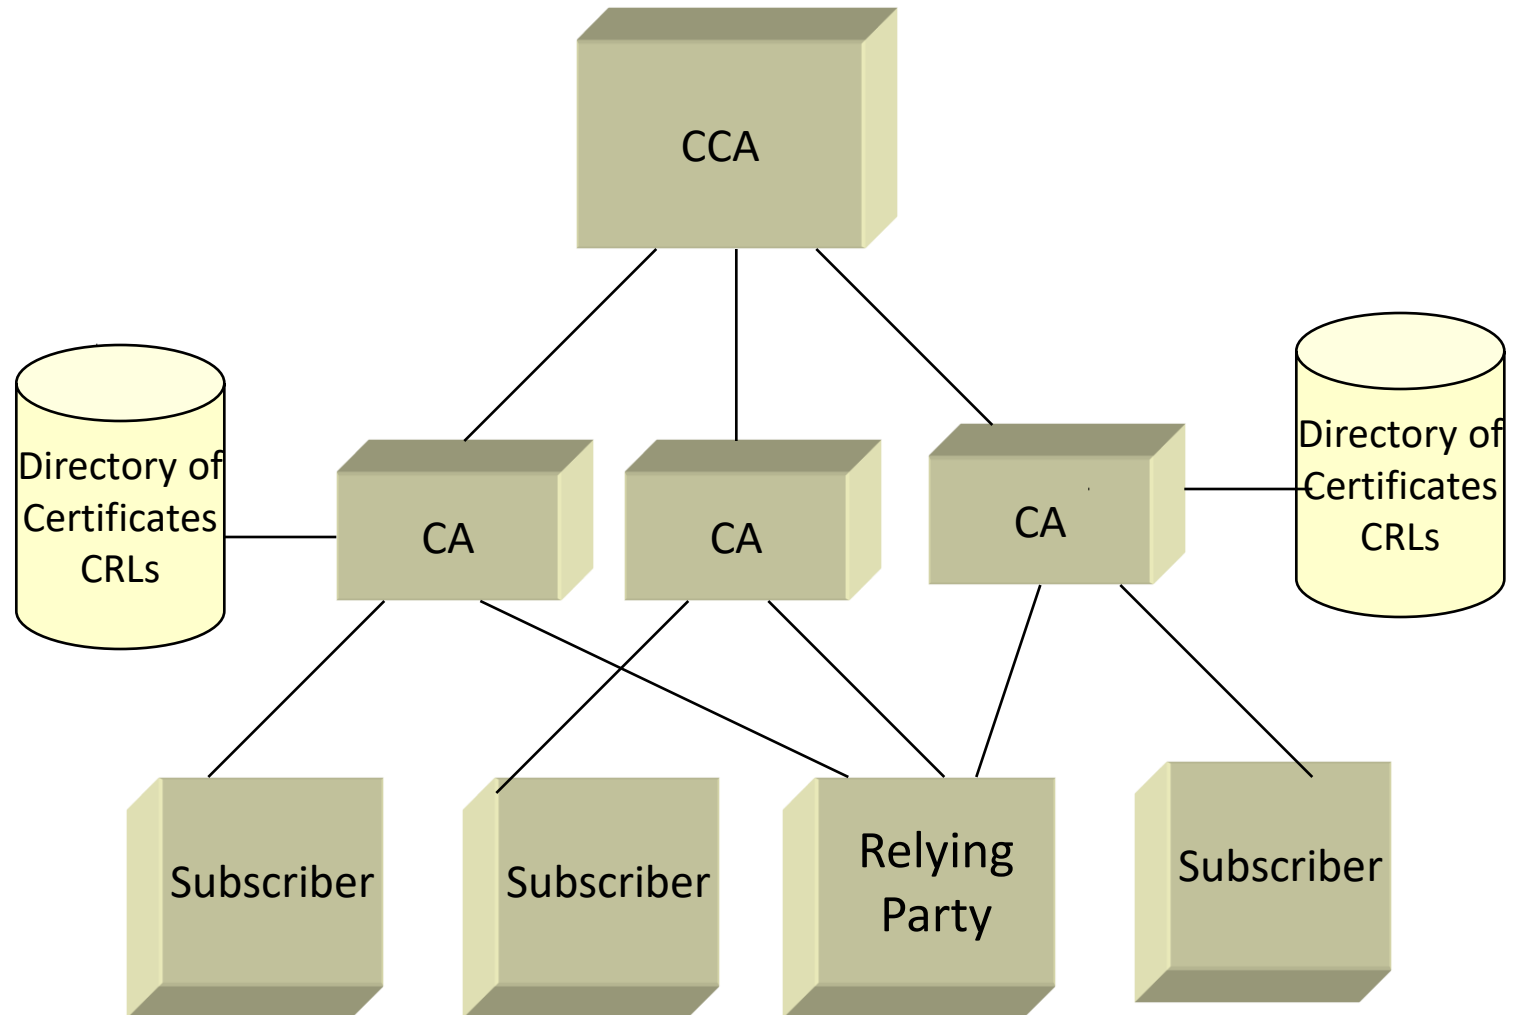 CCA
Directory of
Certificates
CRLs
CA
CA
CA
Directory of
Certificates
CRLs
Subscriber
Subscriber
Relying
Party
Subscriber